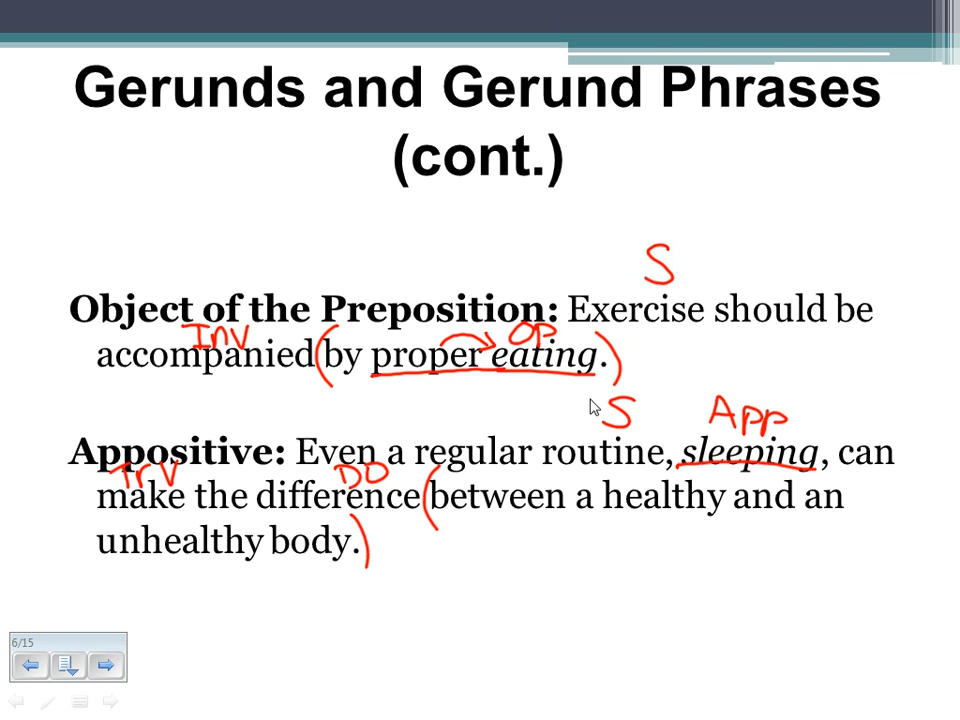 Gerunds and Gerund Phrases
(cont.)
S
Object of the Preposition: Exercise should be
Inv OP
accompanied (by proper eating.)
S App
Appositive: Even a regular routine, sleeping, can
Trv DO
make the difference (between a healthy and an
unhealthy body.)
6/15